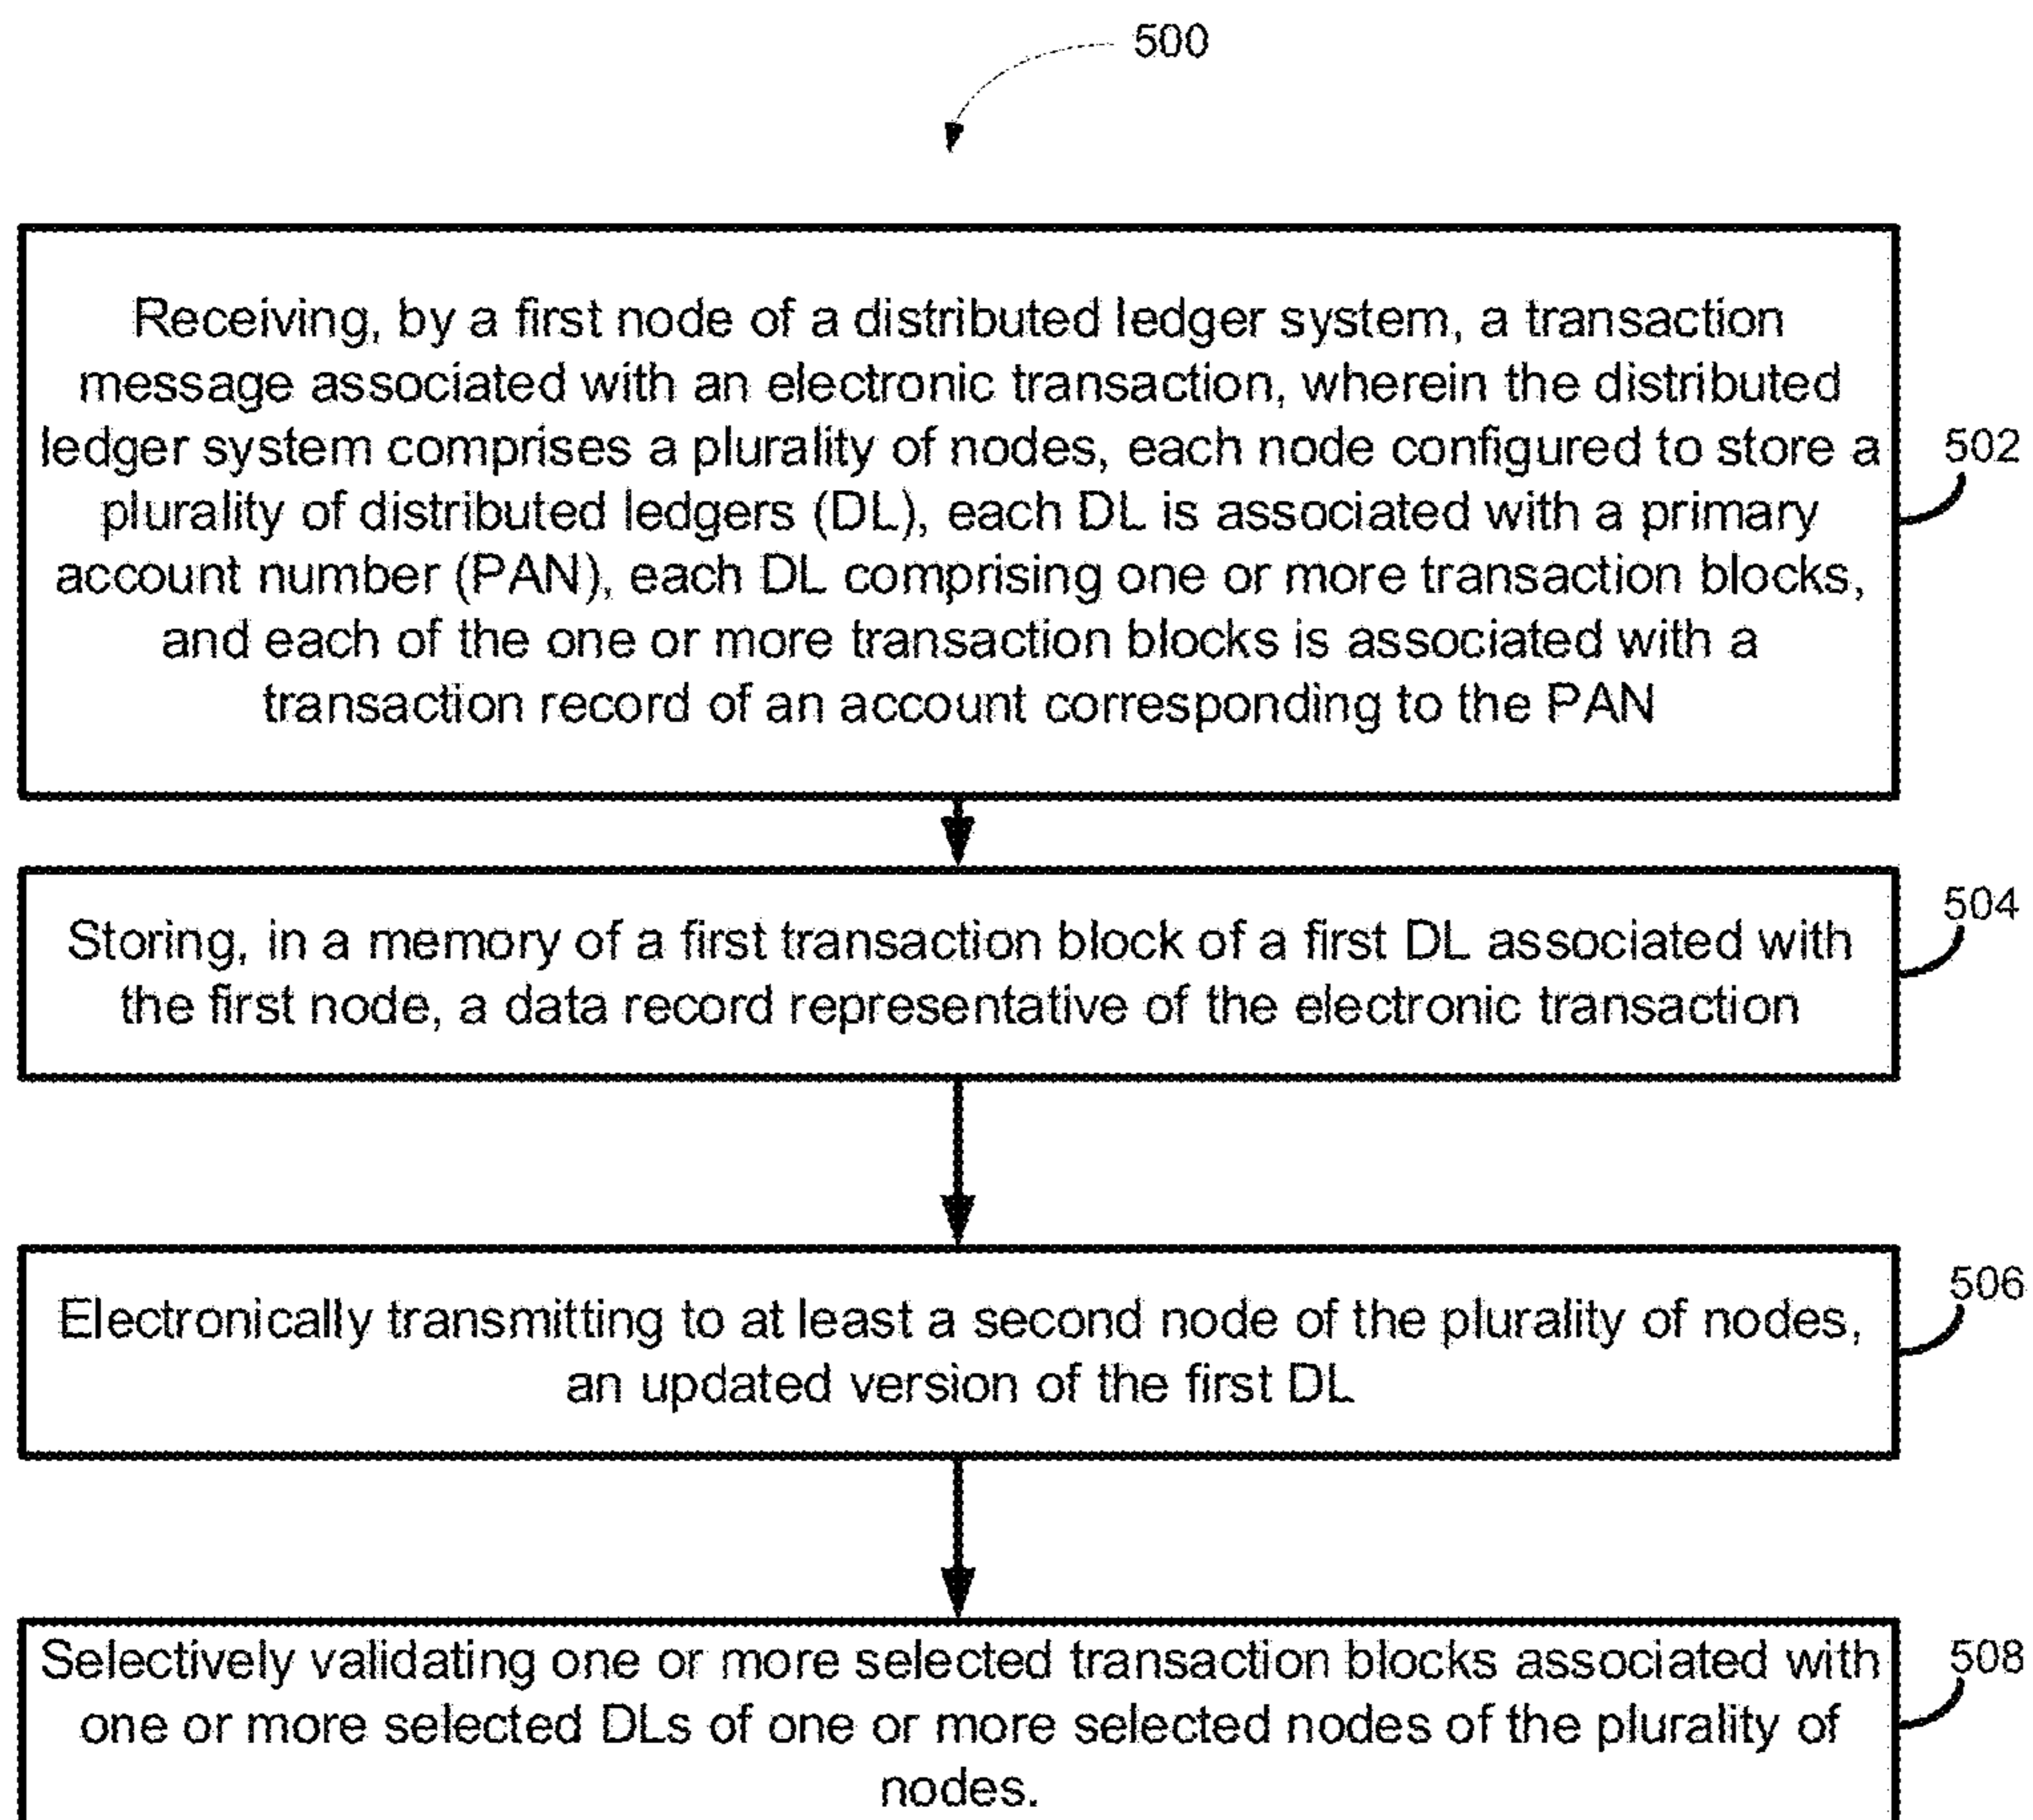 500
Receiving, by a first node of a distributed ledger system, a transaction
message associated with an electronic transaction, wherein the distributed
ledger system comprises a plurality of nodes, each node configured to store a
plurality of distributed ledgers (DL), each DL is associated with a primary
account number (PAN), each DL comprising one or more transaction blocks,
and each of the one or more transaction blocks is associated with a
transaction record of an account corresponding to the PAN
502
Storing, in a memory of a first transaction block of a first DL associated with
the first node, a data record representative of the electronic transaction
504
Electronically transmitting to at least a second node of the plurality of nodes,
an updated version of the first DL
506
Selectively validating one or more selected transaction blocks associated with
one or more selected DLs of one or more selected nodes of the plurality of
nodes.
508